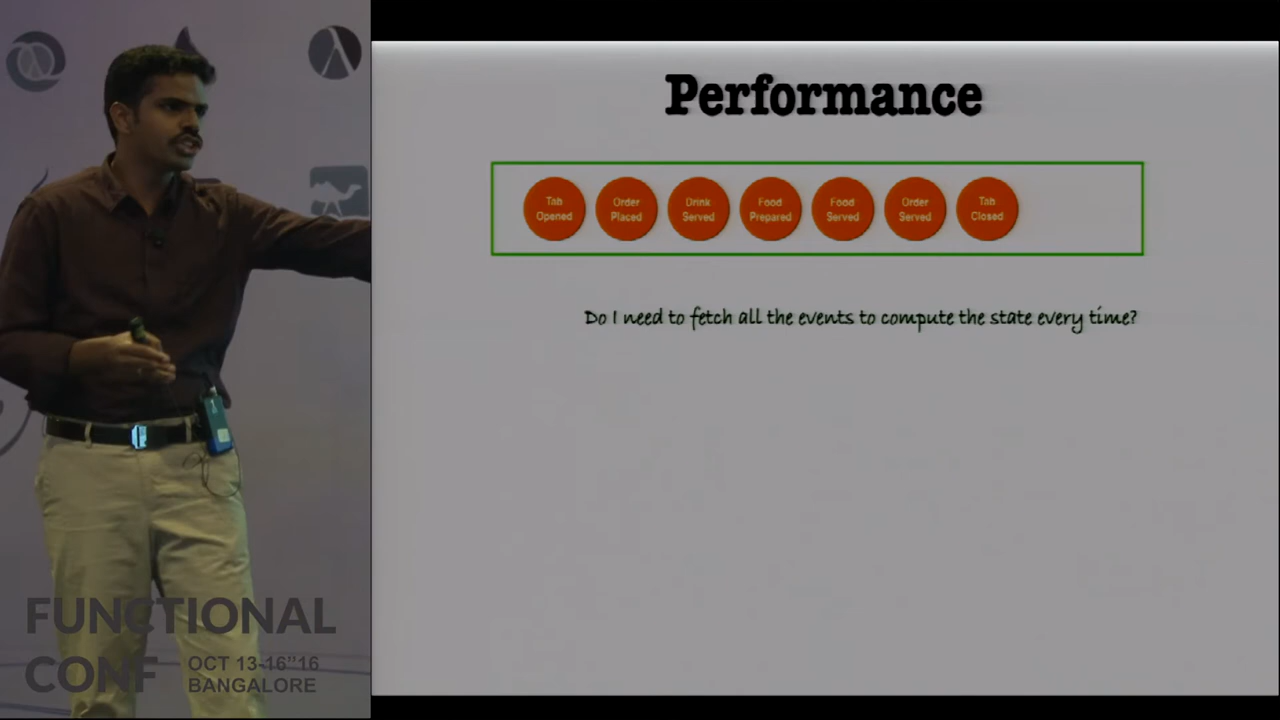 Performance
Tab
Opened
Order
Placed
Drink
Served
Food
Prepared
Food
Served
Order
Served
Tab
Closed
Do I need to fetch all the events to compute the state every time?
FUNCTIONAL
CONF
OCT 13-16”16
BANGALORE